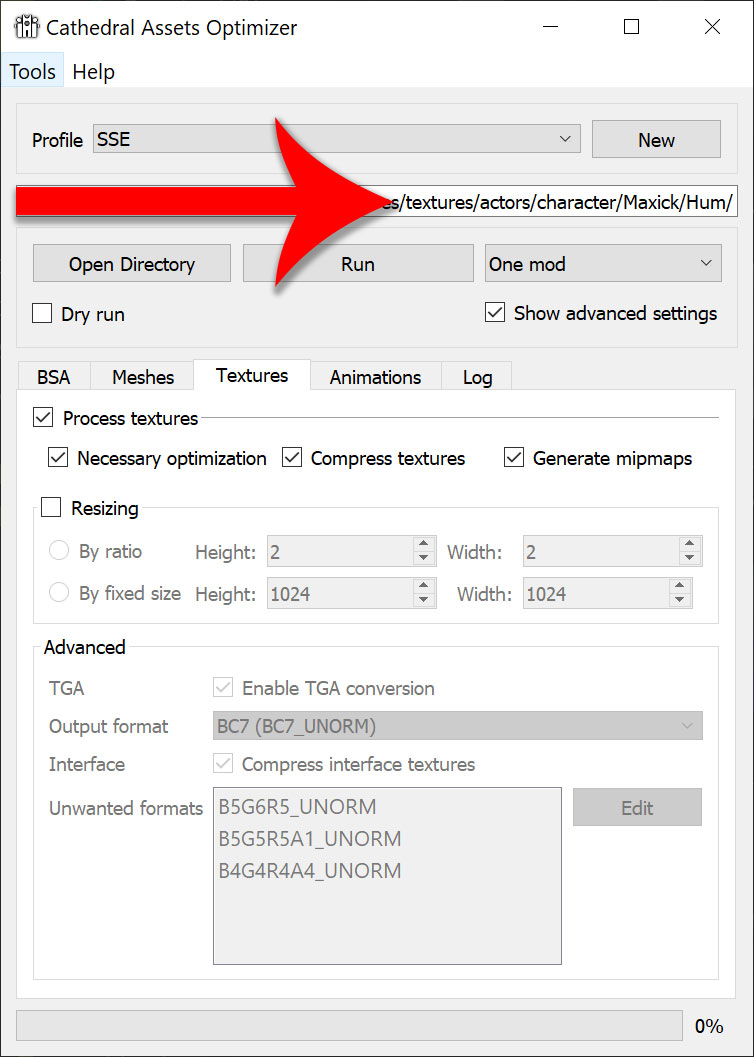 Cathedral Assets Optimizer
Tools Help
Profile SSE New
es/textures/actors/character/Maxick/Hum/
Open Directory Run One mod
Dry run Show advanced settings
BSA Meshes Textures Animations Log
Process textures
Necessary optimization Compress textures Generate mipmaps
Resizing
By ratio Height: 2 Width: 2
By fixed size Height: 1024 Width: 1024
Advanced
TGA Enable TGA conversion
Output format BC7 (BC7_UNORM)
Interface Compress interface textures
Unwanted formats B5G6R5_UNORM Edit
B5G5R5A1_UNORM
B4G4R4A4_UNORM
0%